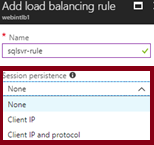 Add load balancing rule
webintlb1
* Name
sqlsvr-rule
Session persistence
None
None
Client IP
Client IP and protocol